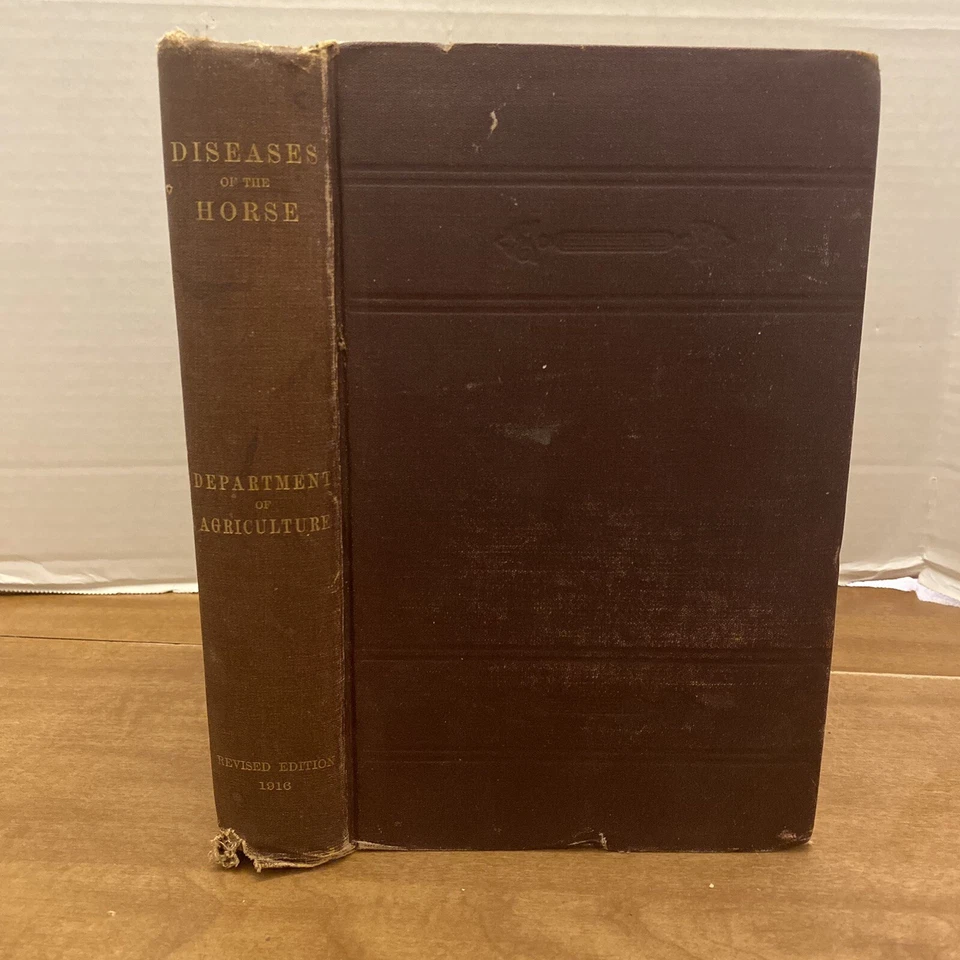 DISEASES
OF THE
HORSE
DEPARTMENT
OF
AGRICULTURE
REVISED EDITION
1916